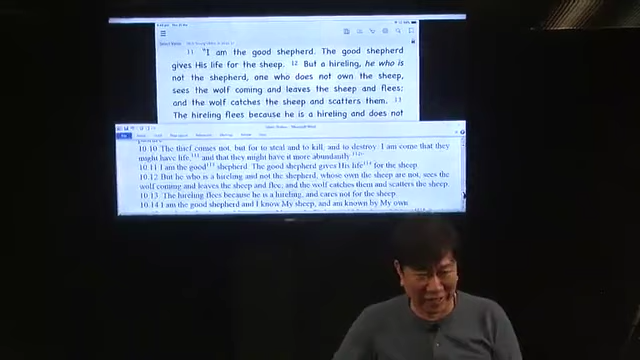 11 "I am the good shepherd. The good shepherd
gives His life for the sheep. 12 But a hireling, he who is
not the shepherd, one who does not own the sheep,
sees the wolf coming and leaves the sheep and flees;
and the wolf catches the sheep and scatters them. 13
The hireling flees because he is a hireling and does not
10.10 The thief comes not, but for to steal and to kill, and to destroy: I am come that they
might have life, and that they might have it more abundantly.
10.11 I am the good shepherd. The good shepherd gives His life for the sheep.
10.12 But he who is a hireling and not the shepherd, whose own the sheep are not, sees the
wolf coming and leaves the sheep and flee; and the wolf catches them and scatters the sheep.
10.13 The hireling flees because he is a hireling, and cares not for the sheep.
10.14 I am the good shepherd and I know My sheep, and am known by My own.